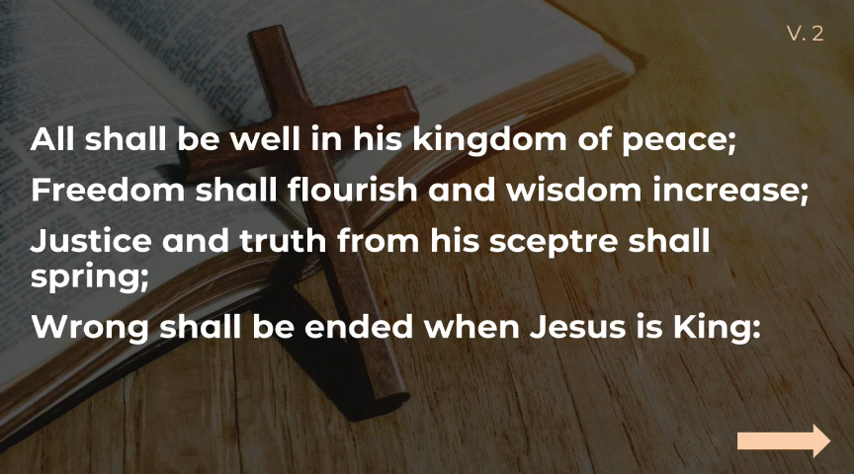 V. 2
All shall be well in his kingdom of peace;
Freedom shall flourish and wisdom increase;
Justice and truth from his sceptre shall
spring;
Wrong shall be ended when Jesus is King: